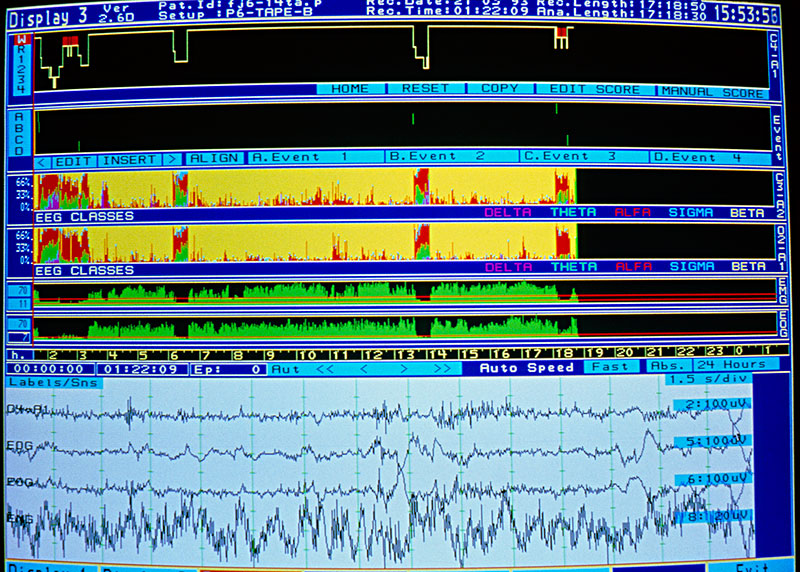 Display 3 Ver 2.6D
Pat.Id: fj6-14ta.p Rec.Date: 21 05 93 Rec.Length: 17:18:50
Setup : P6-TAPE-B Rec.Time: 01:22:09 Ana.Length: 17:18:30
15:53:56
W
R
1
2
3
4
C4-A1
HOME RESET COPY EDIT SCORE MANUAL SCORE
A
B
C
D
Event
< EDIT INSERT > ALIGN A.Event 1 B.Event 2 C.Event 3 D.Event 4
66%
33%
0%
C3-A2
EEG CLASSES DELTA THETA ALFA SIGMA BETA
66%
33%
0%
O2-A1
EEG CLASSES DELTA THETA ALFA SIGMA BETA
70
11
EMG
70
7
EOG
h. 2 3 4 5 6 7 8 9 10 11 12 13 14 15 16 17 18 19 20 21 22 23 0 1
00:00:00 01:22:09 Ep: 0 Aut << < > >> Auto Speed Fast Abs. 24 Hours
Labels/Sns 1.5 s/div
C4-A1 2:100uV
EOG 5:100uV
EOG 6:100uV
8:120uV
Exit